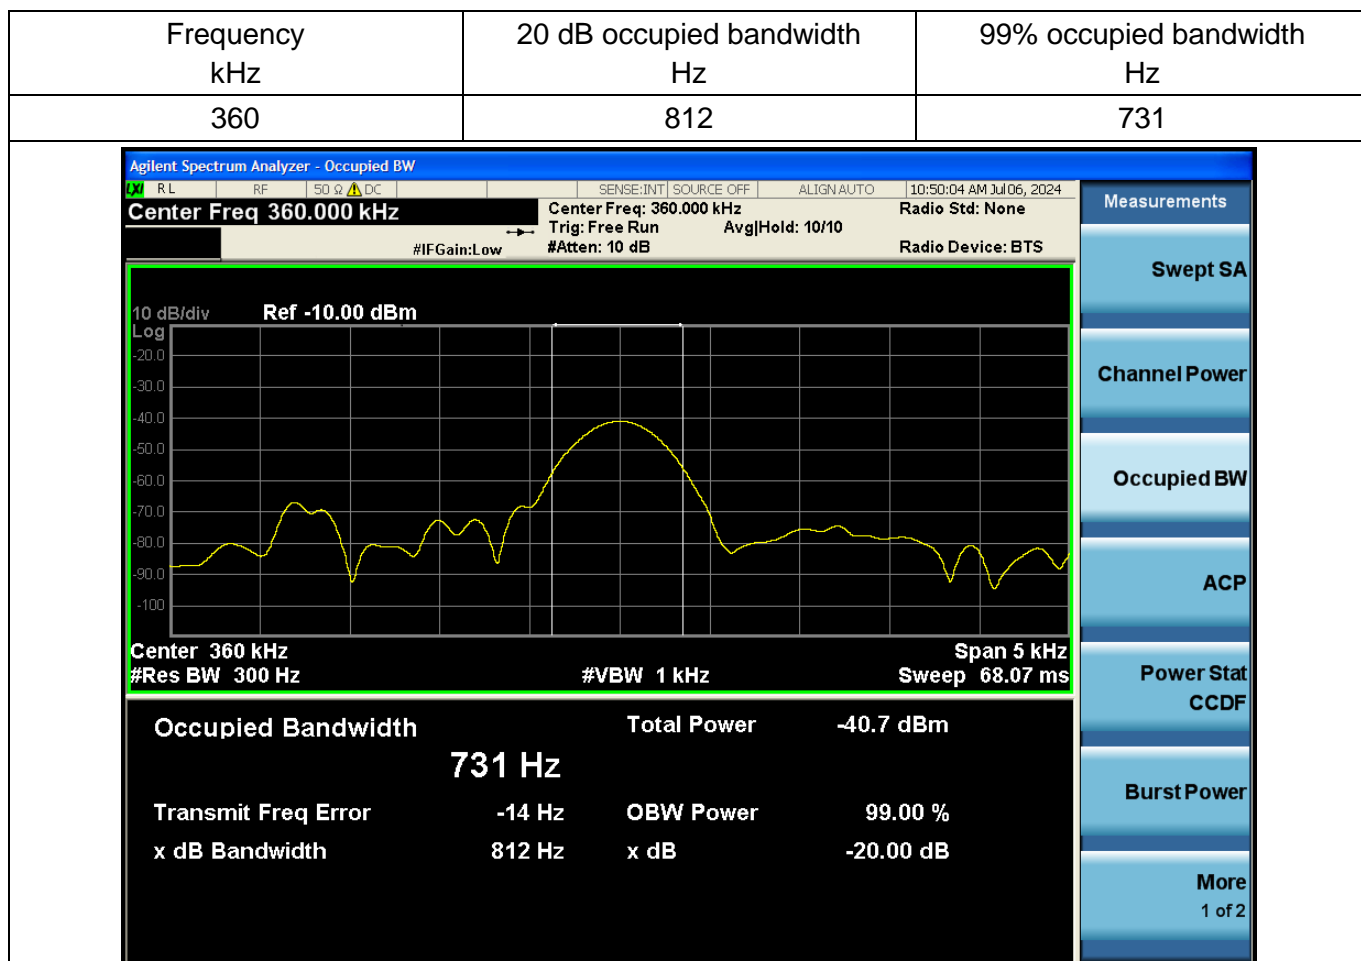 Frequency
kHz
20 dB occupied bandwidth
Hz
99% occupied bandwidth
Hz
360 812 731
Agilent Spectrum Analyzer - Occupied BW
LXI RL RF 50 Ω DC SENSE:INT SOURCE OFF ALIGN AUTO 10:50:04 AM Jul 06, 2024
Center Freq 360.000 kHz
Center Freq: 360.000 kHz Radio Std: None
Trig: Free Run Avg|Hold: 10/10
#IFGain:Low #Atten: 10 dB Radio Device: BTS
10 dB/div Ref -10.00 dBm
Log
-20.0
-30.0
-40.0
-50.0
-60.0
-70.0
-80.0
-90.0
-100
Center 360 kHz Span 5 kHz
#Res BW 300 Hz #VBW 1 kHz Sweep 68.07 ms
Occupied Bandwidth Total Power -40.7 dBm
731 Hz
Transmit Freq Error -14 Hz OBW Power 99.00 %
x dB Bandwidth 812 Hz x dB -20.00 dB
Measurements
Swept SA
Channel Power
Occupied BW
ACP
Power Stat
CCDF
Burst Power
More
1 of 2